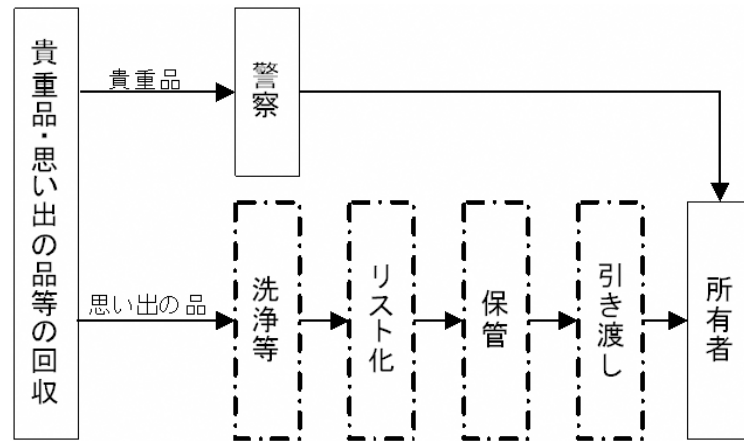 貴重品・思い出の品等の回収
貴重品
警察
思い出の品
洗浄等
リスト化
保管
引き渡し
所有者